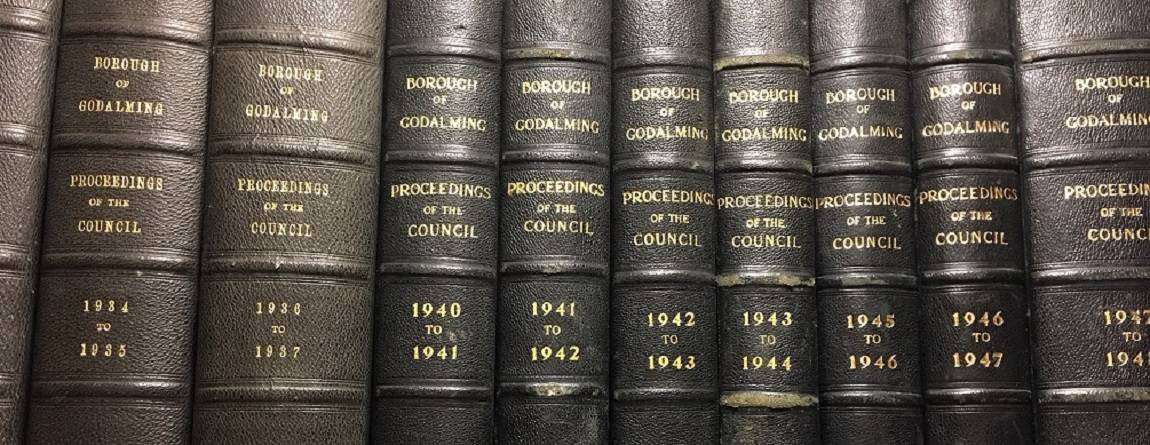 BOROUGH
OF
GODALMING
PROCEEDINGS
OF THE
COUNCIL
1934
TO
1935
BOROUGH
OF
GODALMING
PROCEEDINGS
OF THE
COUNCIL
1936
TO
1937
BOROUGH
OF
GODALMING
PROCEEDINGS
OF THE
COUNCIL
1940
TO
1941
BOROUGH
OF
GODALMING
PROCEEDINGS
OF THE
COUNCIL
1941
TO
1942
BOROUGH
OF
GODALMING
PROCEEDINGS
OF THE
COUNCIL
1942
TO
1943
BOROUGH
OF
GODALMING
PROCEEDINGS
OF THE
COUNCIL
1943
TO
1944
BOROUGH
OF
GODALMING
PROCEEDINGS
OF THE
COUNCIL
1945
TO
1946
BOROUGH
OF
GODALMING
PROCEEDINGS
OF THE
COUNCIL
1946
TO
1947
BOROUGH
OF
GODALMING
PROCEEDIN
OF THE
COUNCI
1947
TO
194